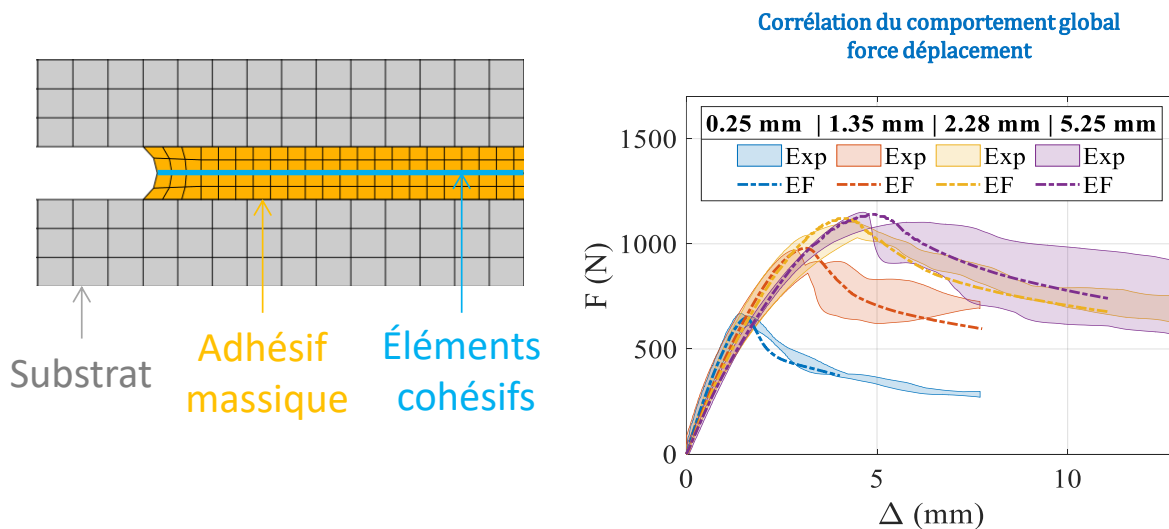 Corrélation du comportement global
force déplacement
0.25 mm | 1.35 mm | 2.28 mm | 5.25 mm
Exp Exp Exp Exp
EF EF EF EF
1500
1000
500
0
0 5 10
F (N)
Δ (mm)
Substrat
Adhésif
massique
Éléments
cohésifs